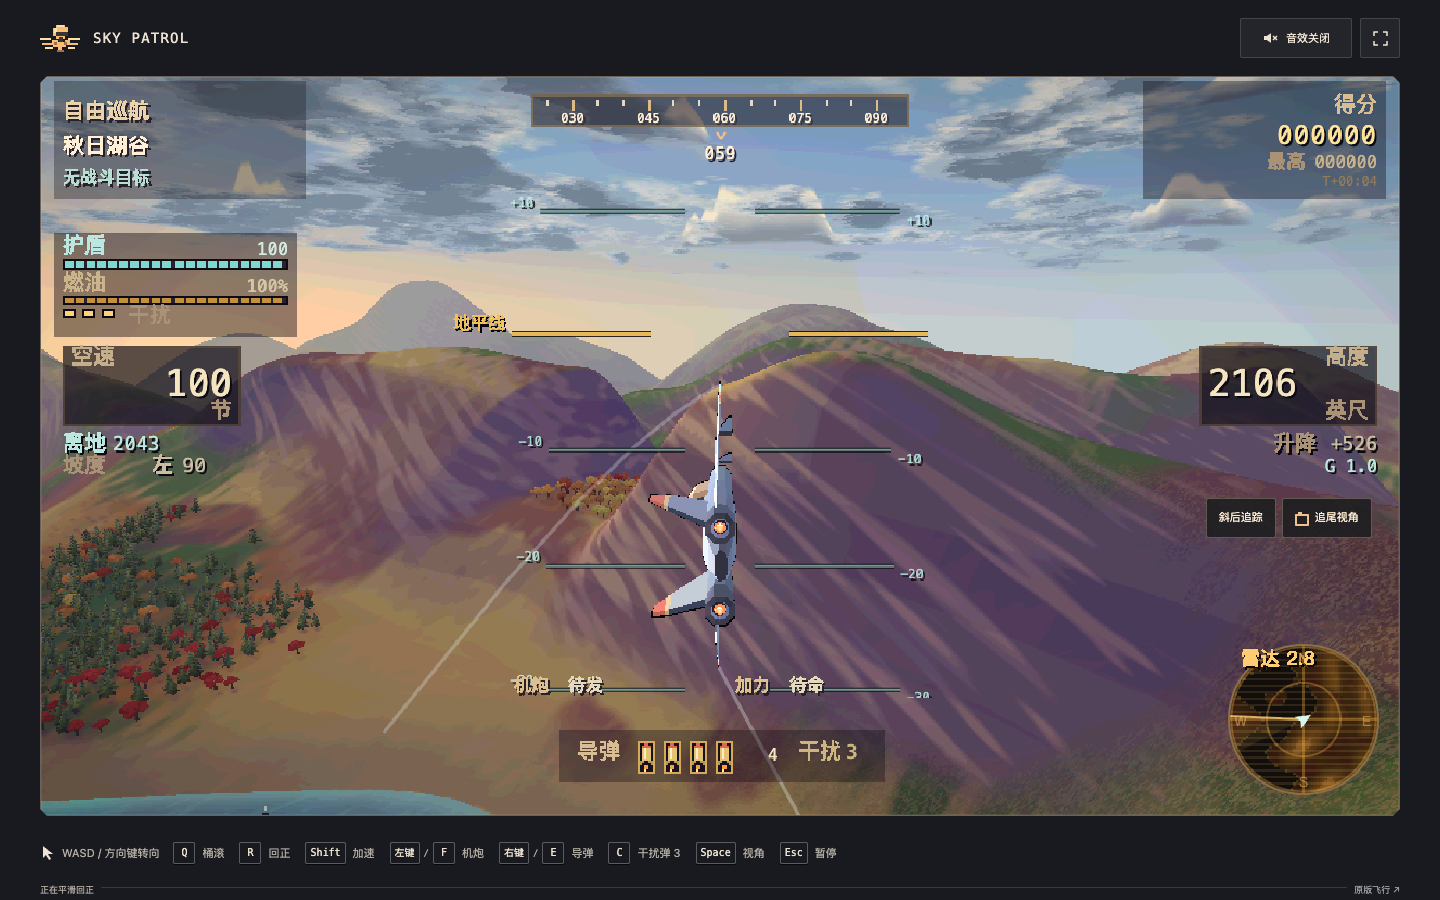 SKY PATROL
音效关闭
自由巡航
秋日湖谷
无战斗目标
030 045 060 075 090
059
得分
000000
最高 000000
T+00:04
+10 +10
护盾 100
燃油 100%
干扰
地平线
空速
100
节
离地 2043
坡度 左 90
高度
2106
英尺
升降 +526
G 1.0
-10 -10
斜后追踪 追尾视角
-20 -20
雷达 2.8
W E
S
机炮 待发 加力 待命
-30
导弹 4 干扰 3
WASD / 方向键转向 Q 桶滚 R 回正 Shift 加速 左键 / F 机炮 右键 / E 导弹 C 干扰弹 3 Space 视角 Esc 暂停
正在平滑回正
原版飞行 ↗